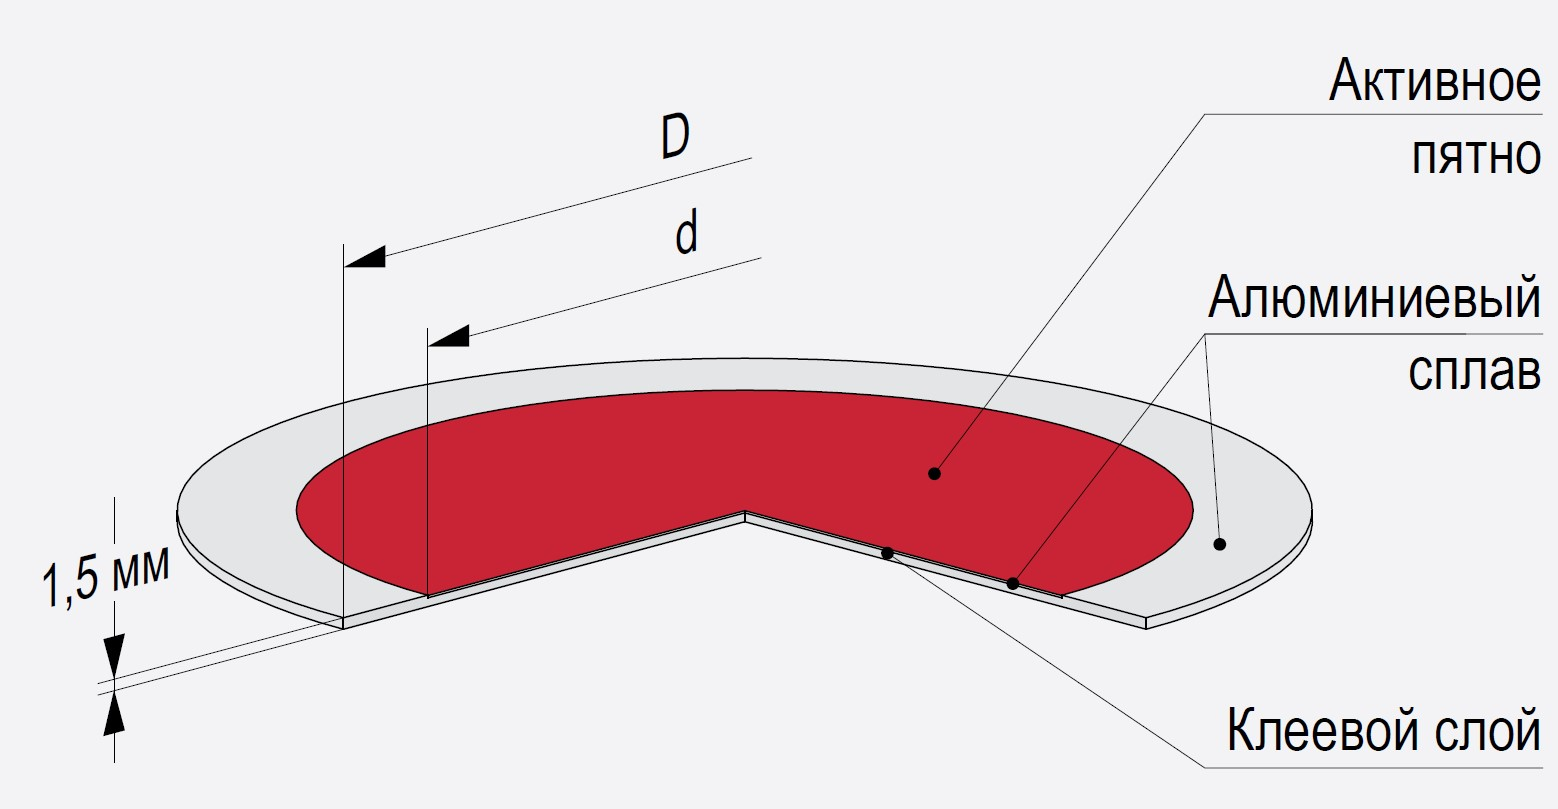 D
d
1,5 мм
Активное
пятно
Алюминиевый
сплав
Клеевой слой